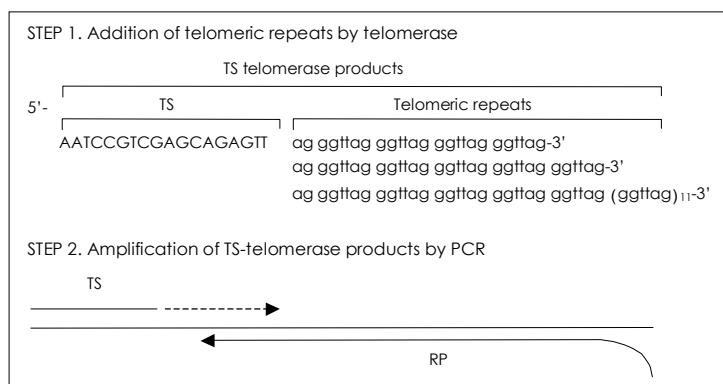 STEP 1. Addition of telomeric repeats by telomerase
TS telomerase products
5’-
TS
Telomeric repeats
AATCCGTCGAGCAGAGTT ag ggttag ggttag ggttag ggttag-3’
ag ggttag ggttag ggttag ggttag ggttag-3’
ag ggttag ggttag ggttag ggttag ggttag (ggttag)11-3’
STEP 2. Amplification of TS-telomerase products by PCR
TS
RP